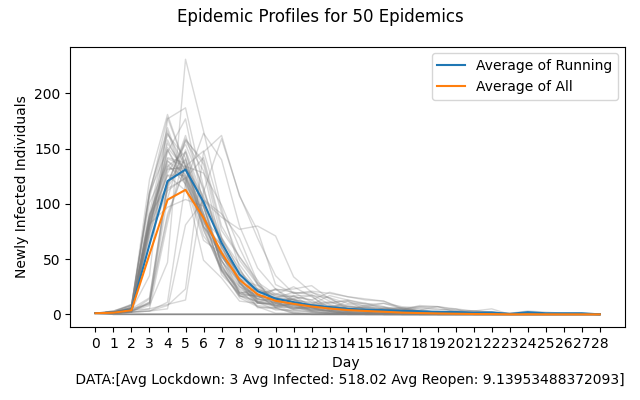 Epidemic Profiles for 50 Epidemics
Average of Running
Average of All
Newly Infected Individuals
200
150
100
50
0
0 1 2 3 4 5 6 7 8 9 10 11 12 13 14 15 16 17 18 19 20 21 22 23 24 25 26 27 28
Day
DATA:[Avg Lockdown: 3 Avg Infected: 518.02 Avg Reopen: 9.13953488372093]